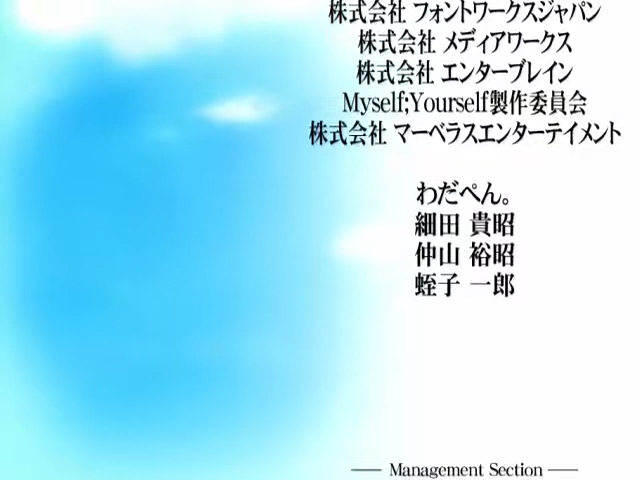 株式会社 フォントワークスジャパン
株式会社 メディアワークス
株式会社 エンターブレイン
Myself;Yourself製作委員会
株式会社 マーベラスエンターテイメント
わだぺん。
細田 貴昭
仲山 裕昭
蛭子 一郎
Management Section